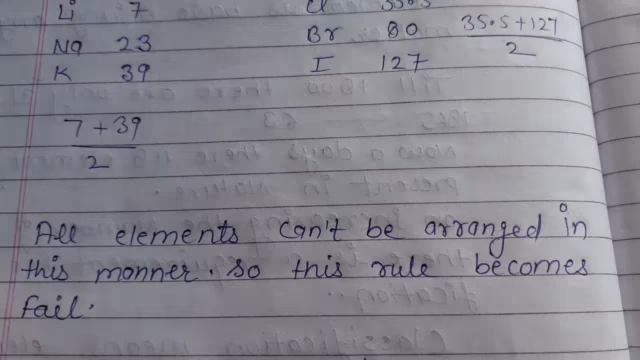 Li 7 Cl 35.5
Na 23 Br 80 35.5+127
K 39 I 127 2
7+39
2
All elements can't be arranged in
this manner. so this rule becomes
fail.